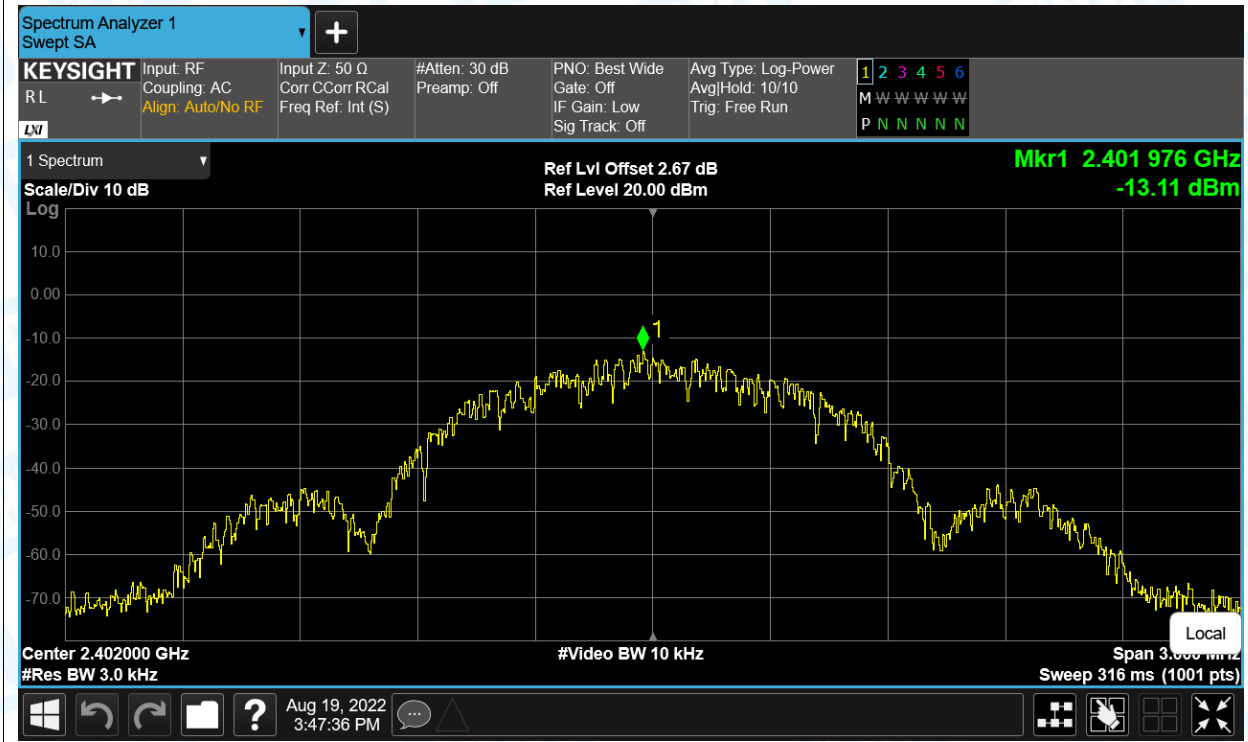 Spectrum Analyzer 1
Swept SA
KEYSIGHT
R L
LXI
Input: RF
Coupling: AC
Align: Auto/No RF
Input Z: 50 Ω
Corr CCorr RCal
Freq Ref: Int (S)
#Atten: 30 dB
Preamp: Off
PNO: Best Wide
Gate: Off
IF Gain: Low
Sig Track: Off
Avg Type: Log-Power
Avg|Hold: 10/10
Trig: Free Run
1 2 3 4 5 6
M W W W W W W
P N N N N N N
1 Spectrum
Scale/Div 10 dB
Log
Ref Lvl Offset 2.67 dB
Ref Level 20.00 dBm
Mkr1 2.401 976 GHz
-13.11 dBm
10.0
0.00
1
-10.0
-20.0
-30.0
-40.0
-50.0
-60.0
-70.0
Local
Center 2.402000 GHz
#Video BW 10 kHz
Span 3.000 MHz
#Res BW 3.0 kHz
Sweep 316 ms (1001 pts)
?
Aug 19, 2022
3:47:36 PM